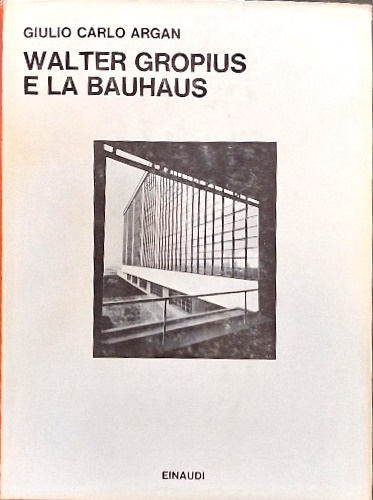 GIULIO CARLO ARGAN
WALTER GROPIUS
E LA BAUHAUS
EINAUDI